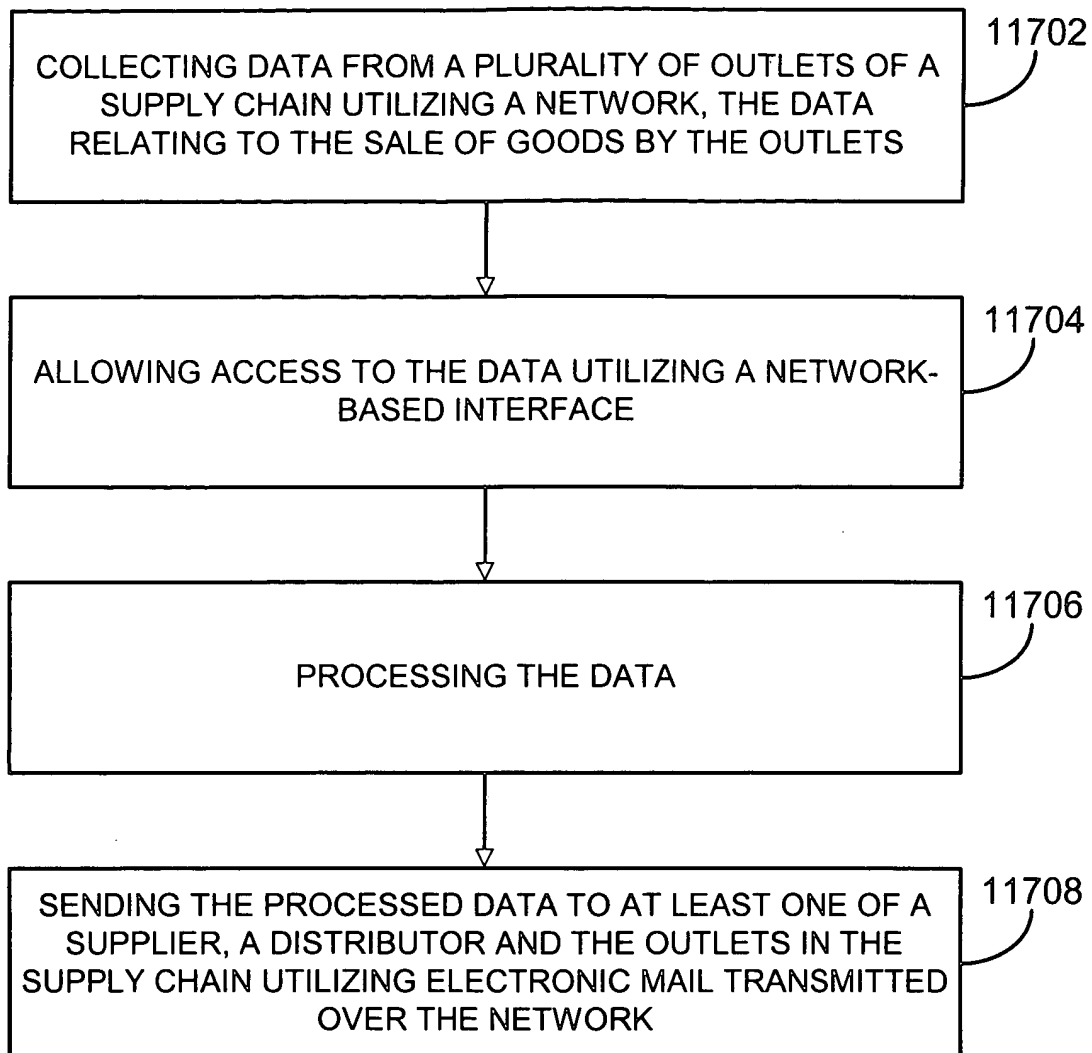 11702
COLLECTING DATA FROM A PLURALITY OF OUTLETS OF A
SUPPLY CHAIN UTILIZING A NETWORK, THE DATA
RELATING TO THE SALE OF GOODS BY THE OUTLETS
11704
ALLOWING ACCESS TO THE DATA UTILIZING A NETWORK-
BASED INTERFACE
11706
PROCESSING THE DATA
11708
SENDING THE PROCESSED DATA TO AT LEAST ONE OF A
SUPPLIER, A DISTRIBUTOR AND THE OUTLETS IN THE
SUPPLY CHAIN UTILIZING ELECTRONIC MAIL TRANSMITTED
OVER THE NETWORK